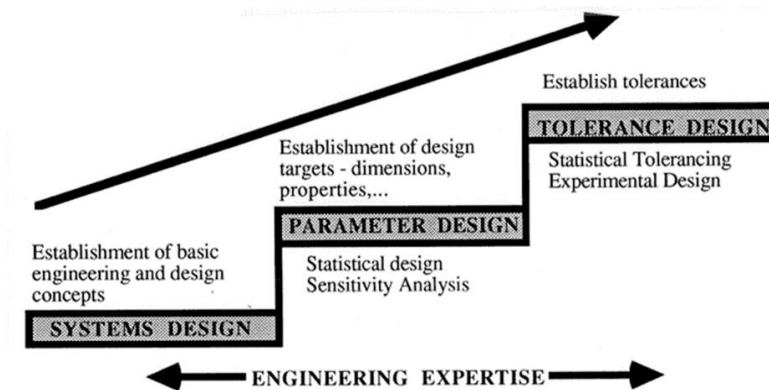 Establish tolerances
TOLERANCE DESIGN
Statistical Tolerancing
Experimental Design
Establishment of design
targets - dimensions,
properties,...
PARAMETER DESIGN
Statistical design
Sensitivity Analysis
Establishment of basic
engineering and design
concepts
SYSTEMS DESIGN
ENGINEERING EXPERTISE